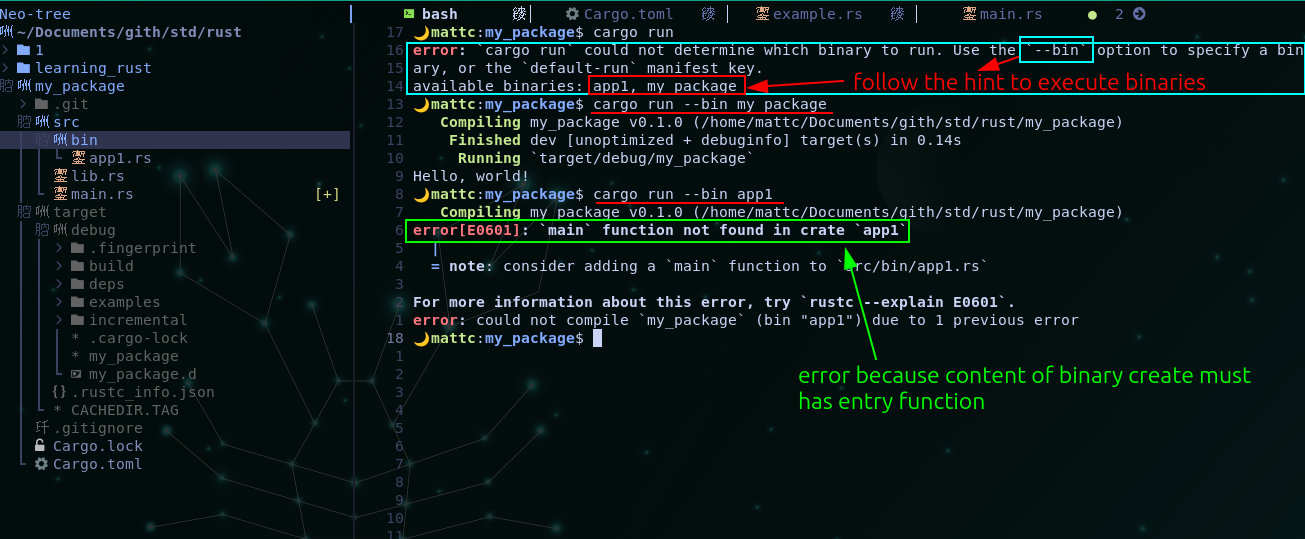 Neo-tree
~/Documents/gith/std/rust
1
learning_rust
my_package
.git
src
bin
app1.rs
lib.rs
main.rs [+]
target
debug
.fingerprint
build
deps
examples
incremental
* .cargo-lock
* my_package
my_package.d
{} .rustc_info.json
* CACHEDIR.TAG
.gitignore
Cargo.lock
Cargo.toml
bash Cargo.toml example.rs main.rs ● 2
17 mattc:my_package$ cargo run
16 error: `cargo run` could not determine which binary to run. Use the `--bin` option to specify a bin
15 ary, or the `default-run` manifest key.
14 available binaries: app1, my_package
13 mattc:my_package$ cargo run --bin my_package
12 Compiling my_package v0.1.0 (/home/mattc/Documents/gith/std/rust/my_package)
11 Finished dev [unoptimized + debuginfo] target(s) in 0.14s
10 Running `target/debug/my_package`
9 Hello, world!
8 mattc:my_package$ cargo run --bin app1
7 Compiling my_package v0.1.0 (/home/mattc/Documents/gith/std/rust/my_package)
6 error[E0601]: `main` function not found in crate `app1`
5 |
4 = note: consider adding a `main` function to `src/bin/app1.rs`
3
2 For more information about this error, try `rustc --explain E0601`.
1 error: could not compile `my_package` (bin "app1") due to 1 previous error
18 mattc:my_package$
1
2
3
4
5
6
7
8
9
10
11
follow the hint to execute binaries
error because content of binary create must
has entry function